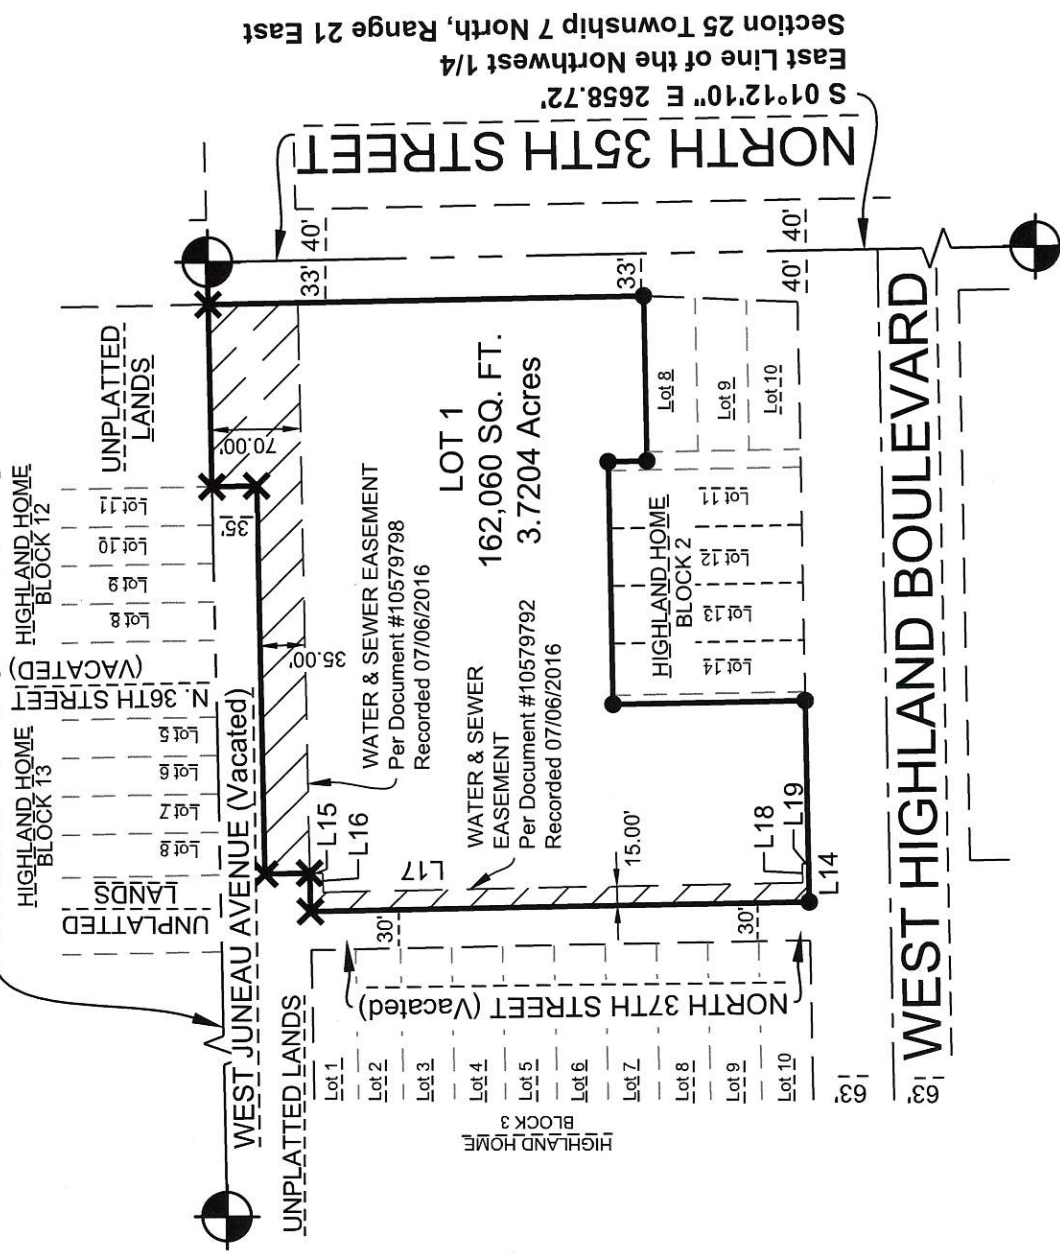 S 01°12'10" E 2658.72'
East Line of the Northwest 1/4
Section 25 Township 7 North, Range 21 East
NORTH 35TH STREET
40'
33'
33'
40'
40'
UNPLATTED
LANDS
HIGHLAND HOME
BLOCK 12
Lot 11
Lot 10
Lot 9
Lot 8
N. 36TH STREET
(VACATED)
HIGHLAND HOME
BLOCK 13
Lot 5
Lot 6
Lot 7
Lot 8
UNPLATTED
LANDS
WEST JUNEAU AVENUE (Vacated)
UNPLATTED LANDS
70.00'
35'
35.00'
LOT 1
162,060 SQ. FT.
3.7204 Acres
WATER & SEWER EASEMENT
Per Document #10579798
Recorded 07/06/2016
WATER & SEWER
EASEMENT
Per Document #10579792
Recorded 07/06/2016
L15
L16
L17
15.00'
L18
L19
L14
30'
30'
NORTH 37TH STREET (Vacated)
Lot 1
Lot 2
Lot 3
Lot 4
Lot 5
Lot 6
Lot 7
Lot 8
Lot 9
Lot 10
HIGHLAND HOME
BLOCK 3
Lot 8
Lot 9
Lot 10
Lot 11
Lot 12
Lot 13
Lot 14
HIGHLAND HOME
BLOCK 2
63'
63'
WEST HIGHLAND BOULEVARD